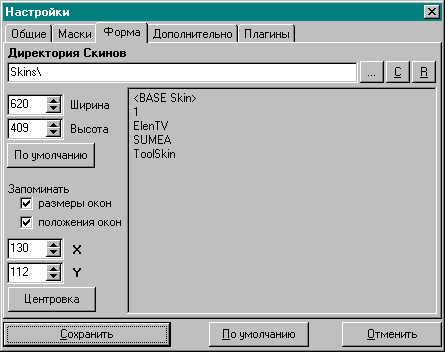 Настройки
Общие Маски Форма Дополнительно Плагины
Директория Скинов
Skins\ ... C R
620 Ширина
409 Высота
По умолчанию
<BASE Skin>
1
ElenTV
SUMEA
ToolSkin
Запоминать
размеры окон
положения окон
130 X
112 Y
Центровка
Сохранить По умолчанию Отменить